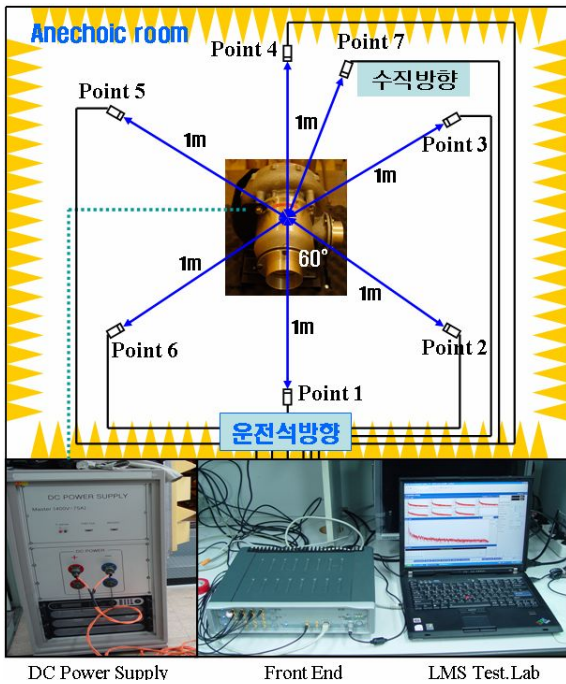 Anechoic room
Point 4
Point 7
수직방향
Point 5
Point 3
1m
1m
1m
60°
1m
1m
1m
Point 6
Point 2
Point 1
운전석방향
DC POWER SUPPLY
DC POWER
DC Power Supply
Front End
LMS Test.Lab